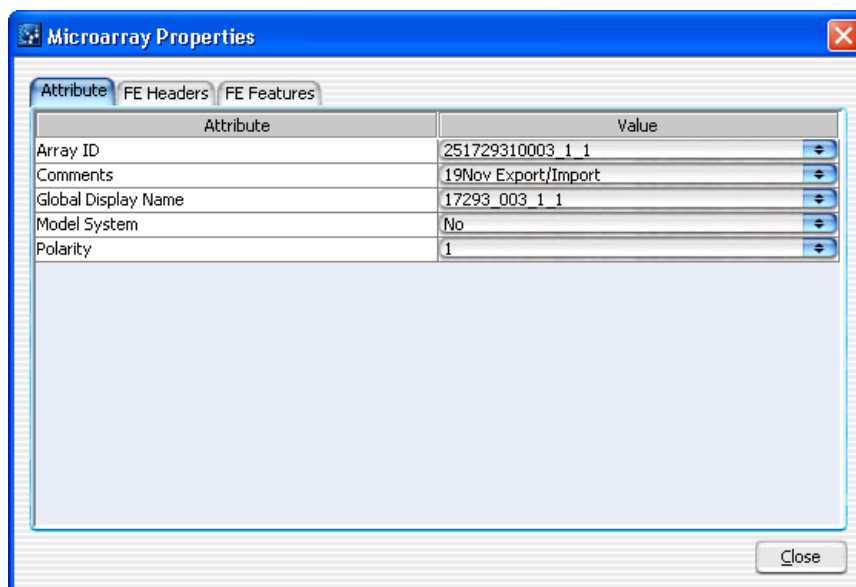 Microarray Properties
Attribute FE Headers FE Features
Attribute Value
Array ID 251729310003_1_1
Comments 19Nov Export/Import
Global Display Name 17293_003_1_1
Model System No
Polarity 1
Close